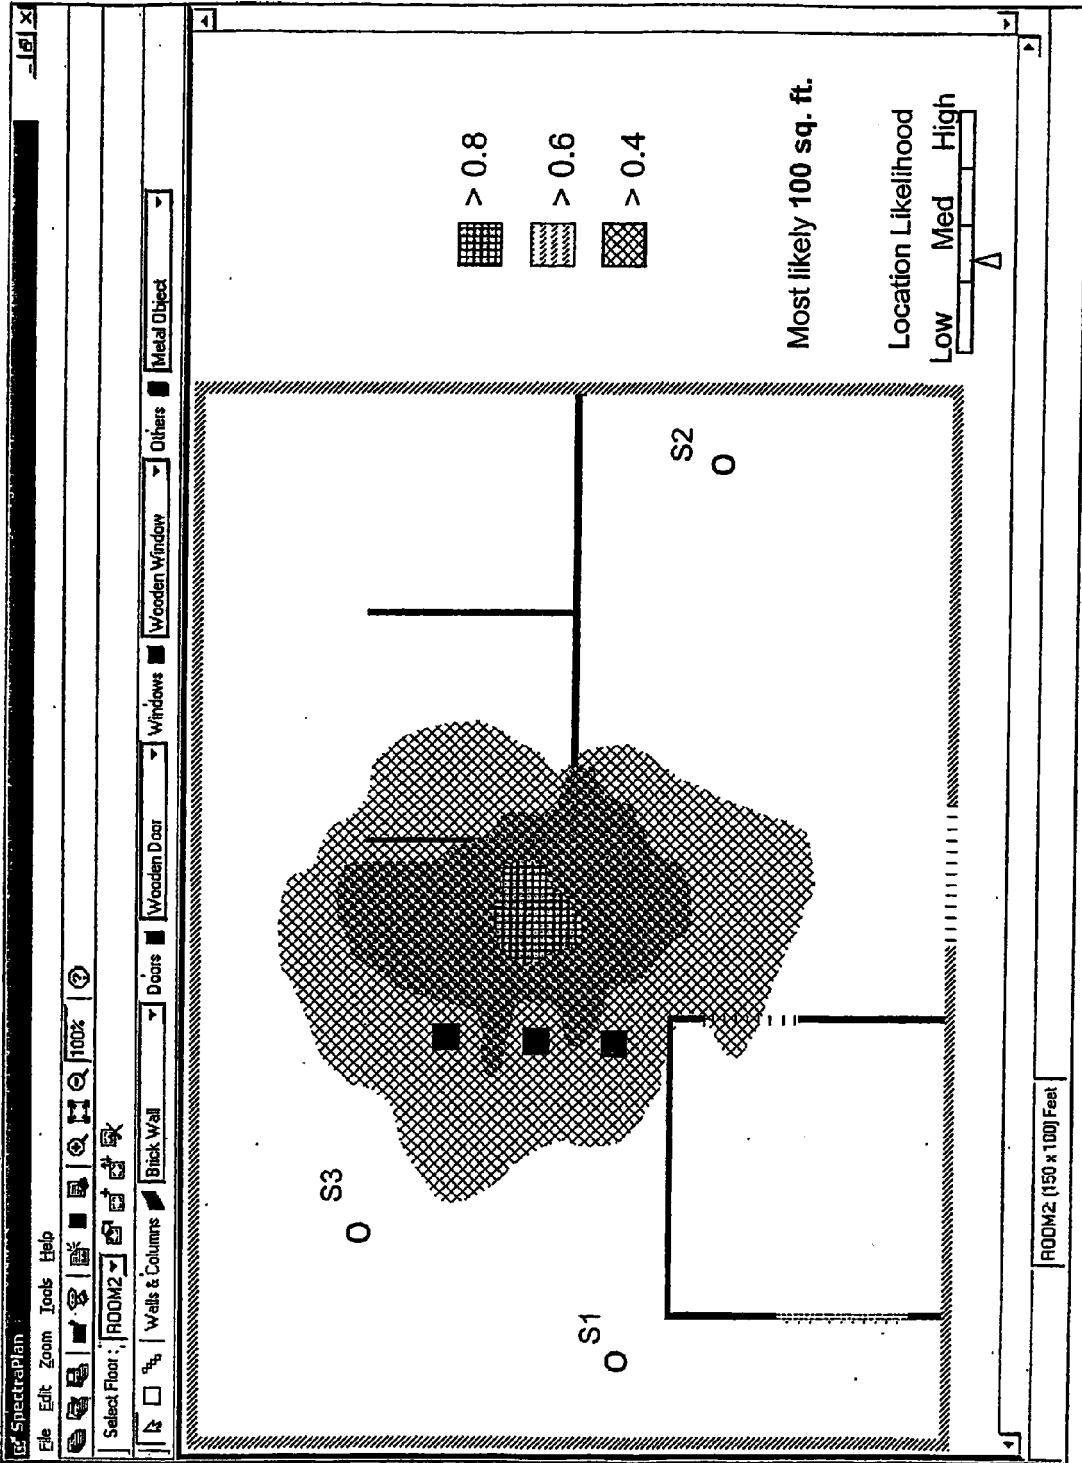 SpectraPlan
File Edit Zoom Tools Help
100%
Select Floor: ROOM2
Walls & Columns Brick Wall Doors Wooden Door Windows Wooden Window Others Metal Object
> 0.8
> 0.6
> 0.4
S3
S2
S1
Most likely 100 sq. ft.
Location Likelihood
Low Med High
ROOM2: (150 x 100) Feet